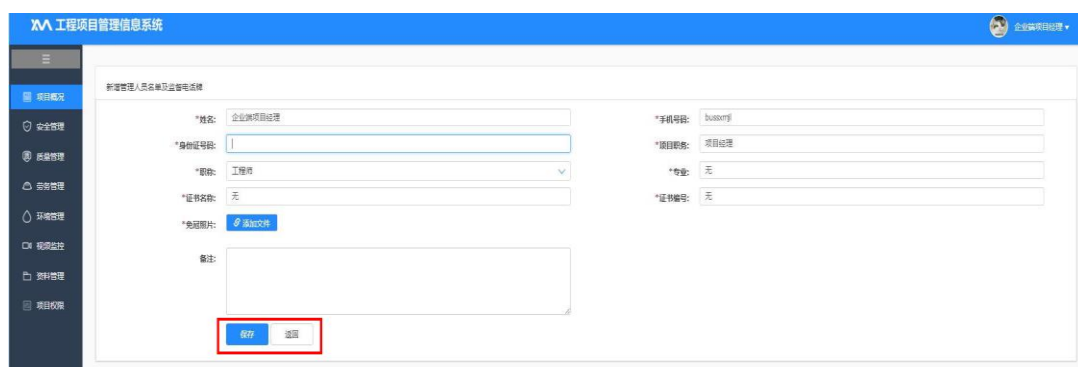 工程项目管理信息系统
企业端项目经理
新增管理人员名单及监督电话牌
*姓名: 企业端项目经理 *手机号码: bussxmjl
*身份证号码: *项目职务: 项目经理
*职称: 工程师 *专业: 无
*证书名称: 无 *证书编号: 无
*免冠照片: 添加文件
备注:
保存 返回
项目概况
安全管理
质量管理
劳务管理
环境管理
视频监控
资料管理
项目权限